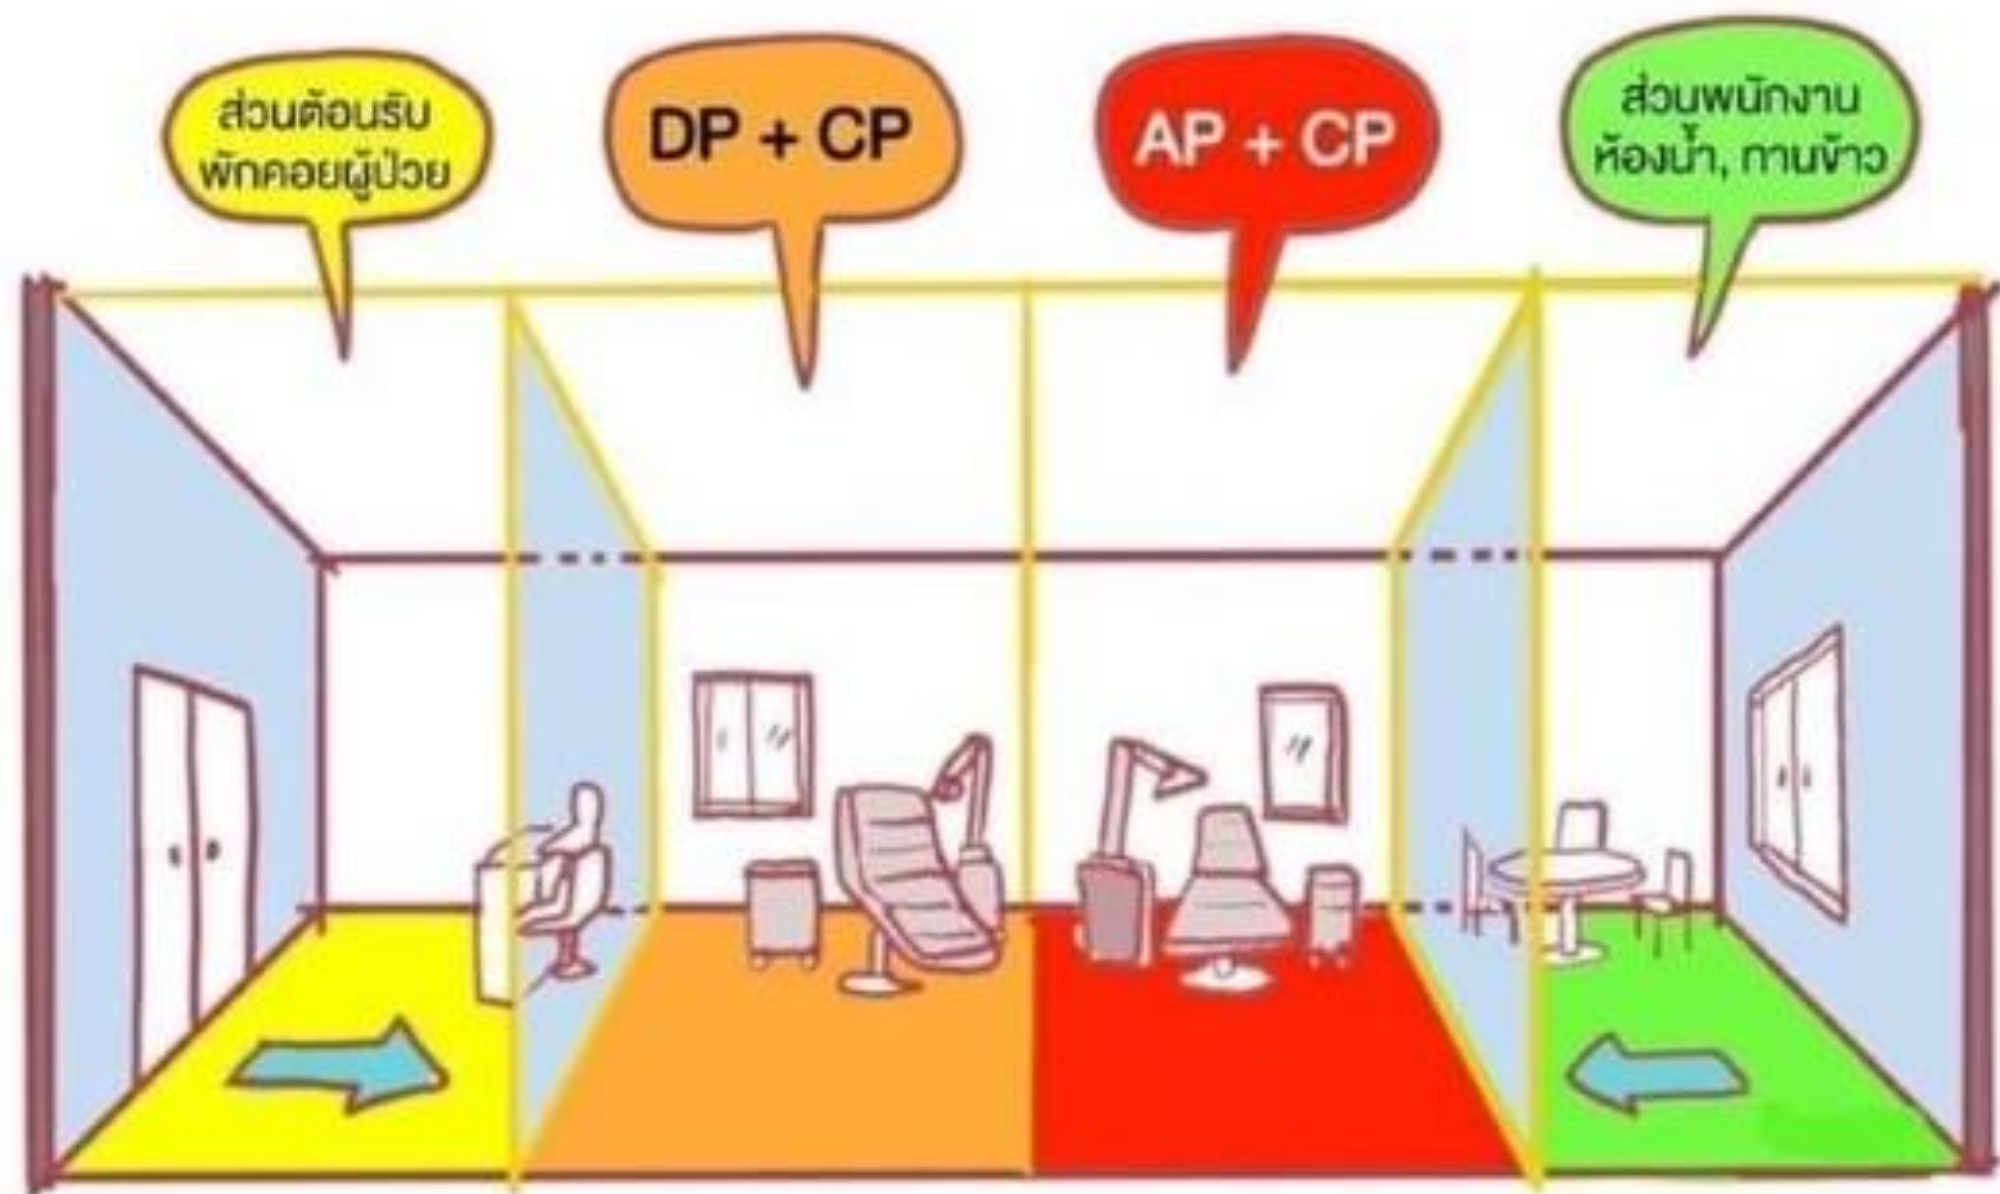 ส่วนต้อนรับ
พักคอยผู้ป่วย
DP + CP
AP + CP
ส่วนพนักงาน
ห้องน้ำ, ทานข้าว